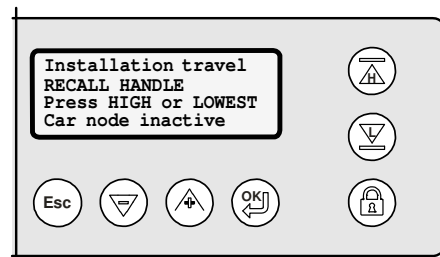 Installation travel
RECALL HANDLE
Press HIGH or LOWEST
Car node inactive
H
L
Esc
OK